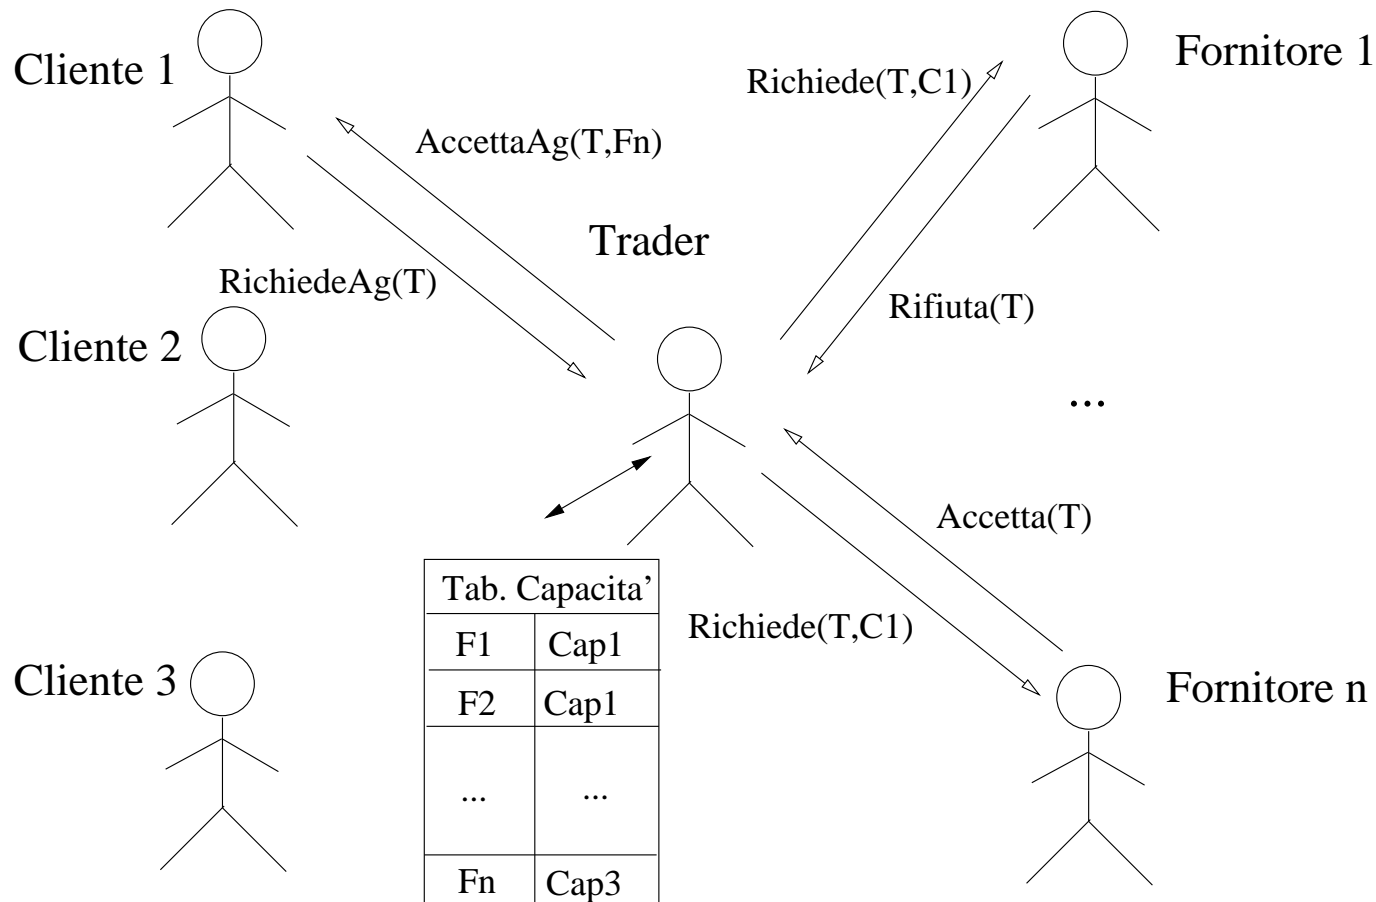 Cliente 1
Fornitore 1
Richiede(T,C1)
AccettaAg(T,Fn)
Trader
RichiedeAg(T)
Rifiuta(T)
Cliente 2
...
Accetta(T)
Tab. Capacita’
Richiede(T,C1)
F1 Cap1
Cliente 3
Fornitore n
F2 Cap1
... ...
Fn Cap3